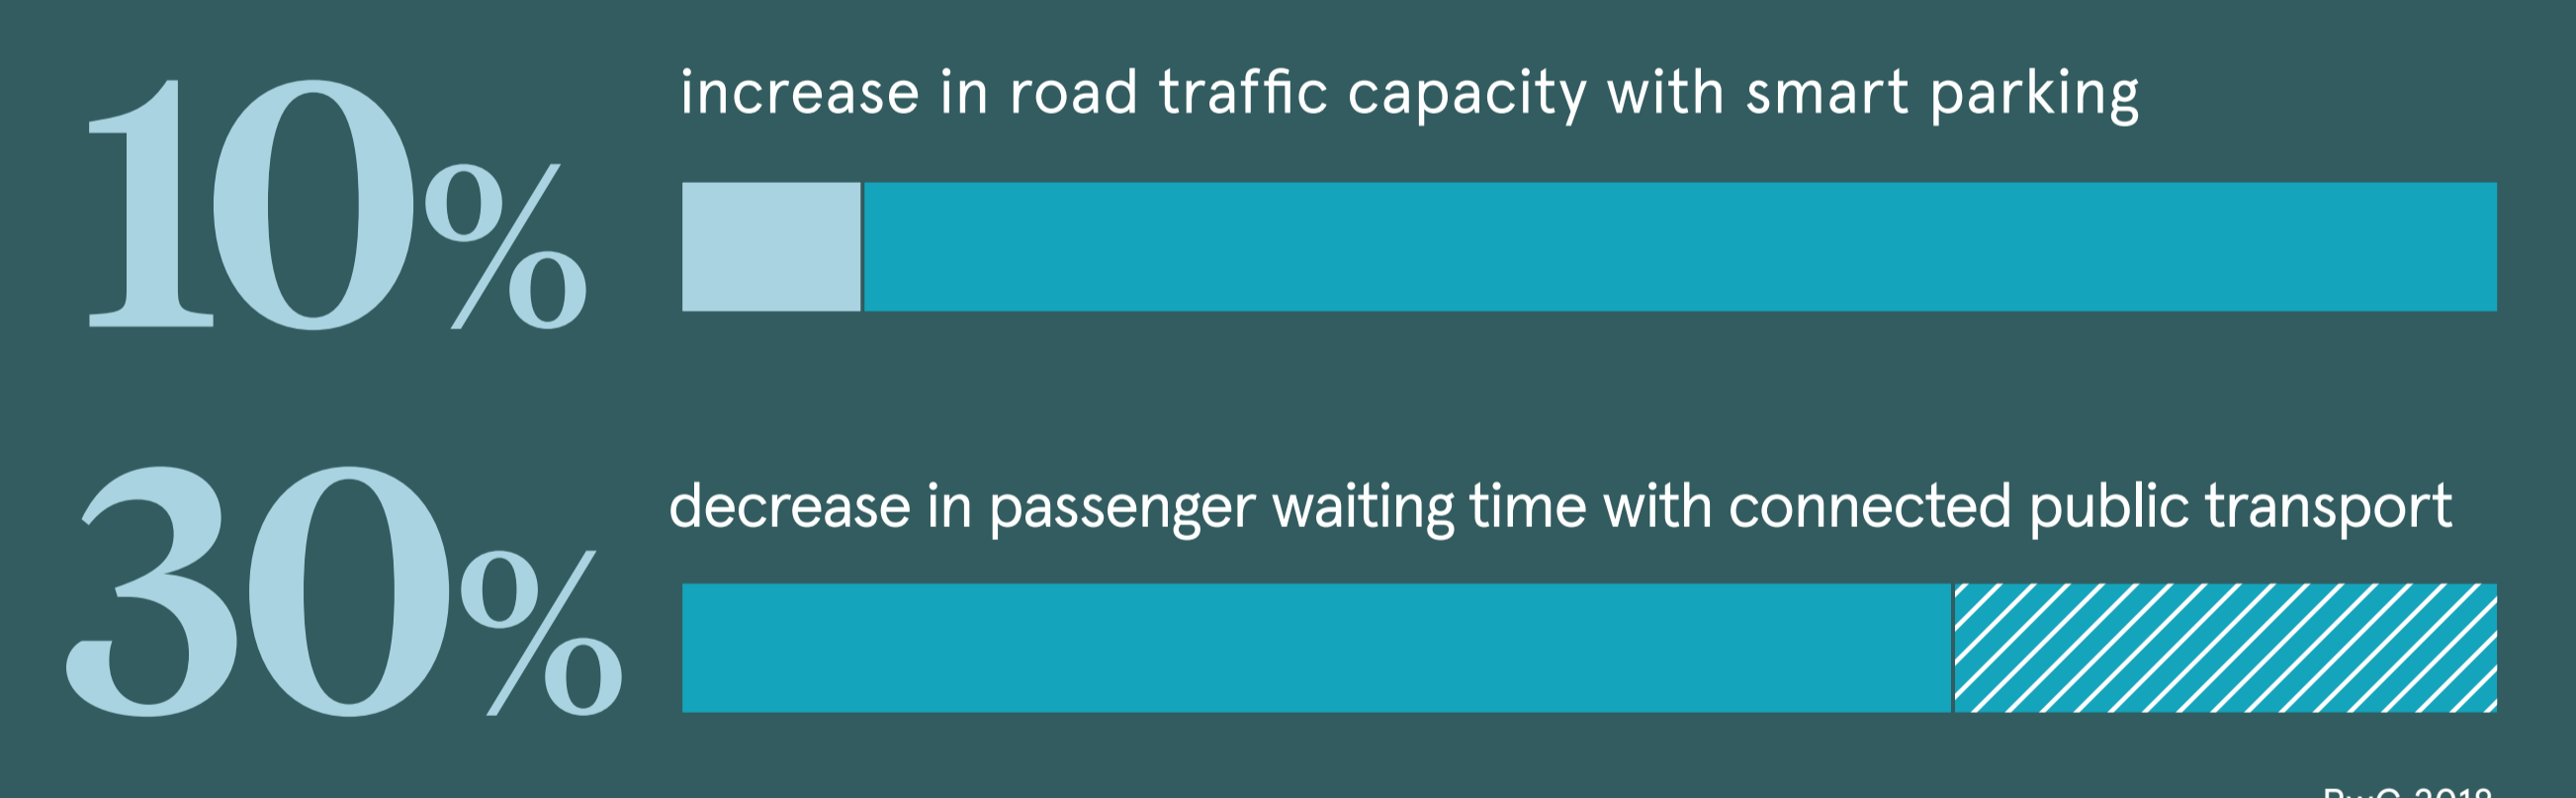 10%
increase in road traffic capacity with smart parking
30%
decrease in passenger waiting time with connected public transport